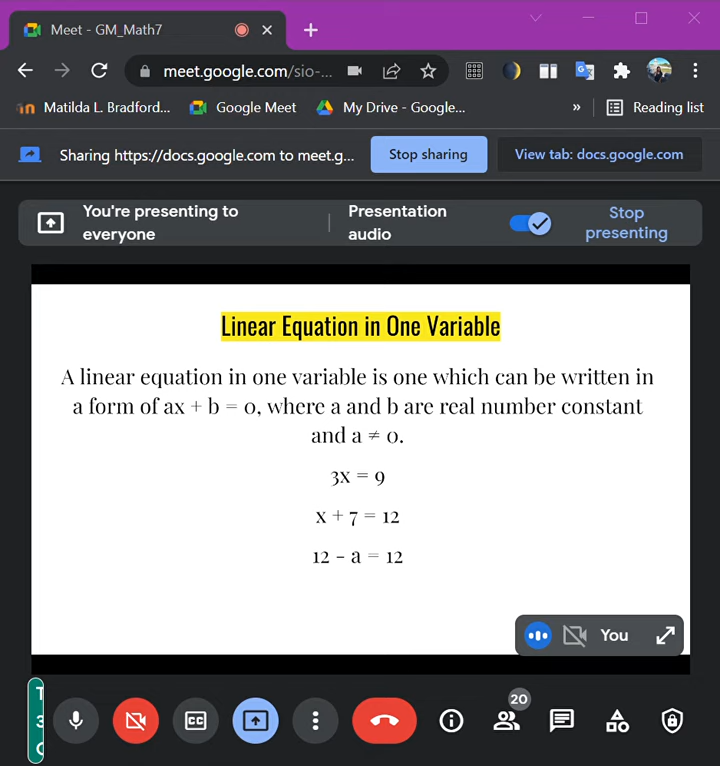 Meet - GM_Math7
meet.google.com/sio-...
Matilda L. Bradford... Google Meet My Drive - Google... » Reading list
Sharing https://docs.google.com to meet.g... Stop sharing View tab: docs.google.com
You're presenting to everyone
Presentation audio
Stop presenting
Linear Equation in One Variable
A linear equation in one variable is one which can be written in
a form of ax + b = 0, where a and b are real number constant
and a ≠ 0.
3x = 9
x + 7 = 12
12 - a = 12
You
20
CC